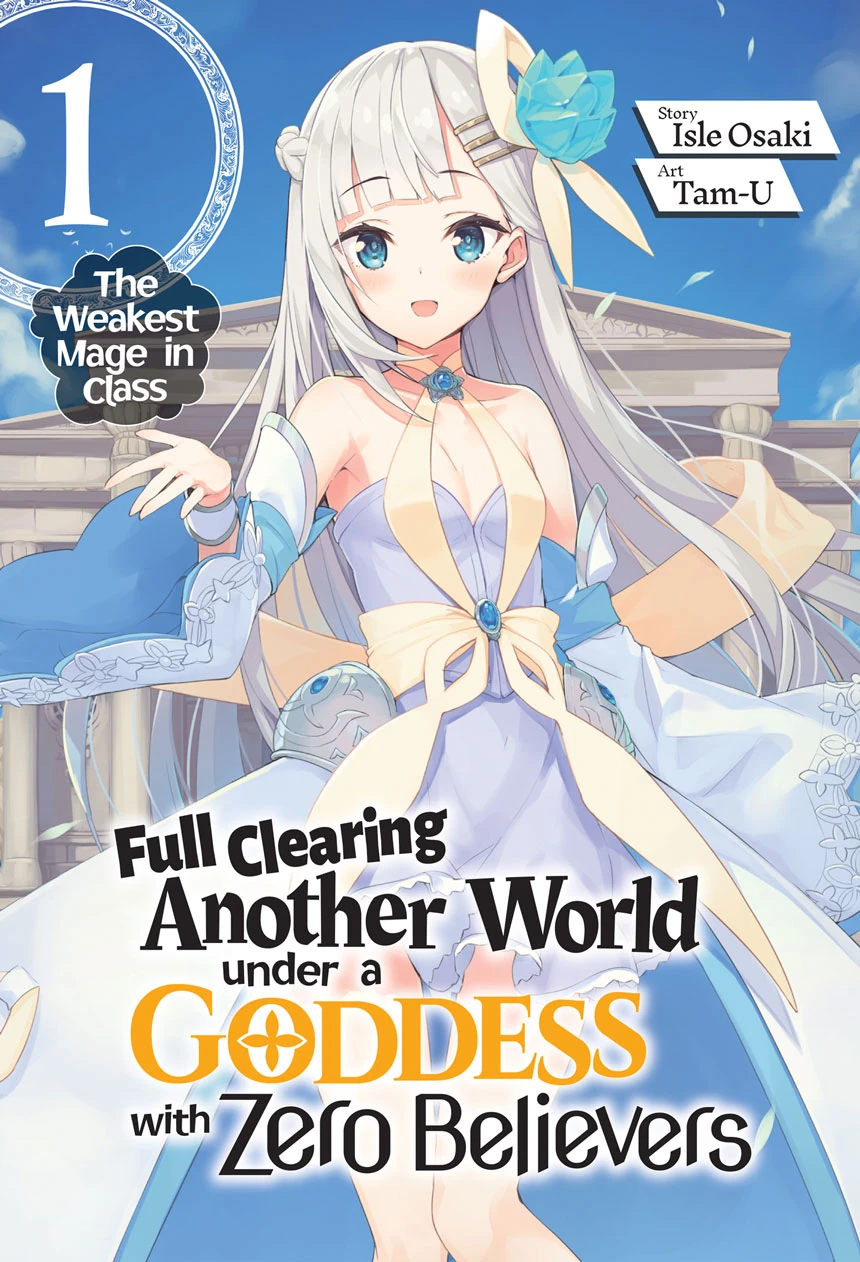 1
The
Weakest
Mage in
Class
Story
Isle Osaki
Art
Tam-U
Full Clearing
Another World
under a
GODDESS
with Zero Believers